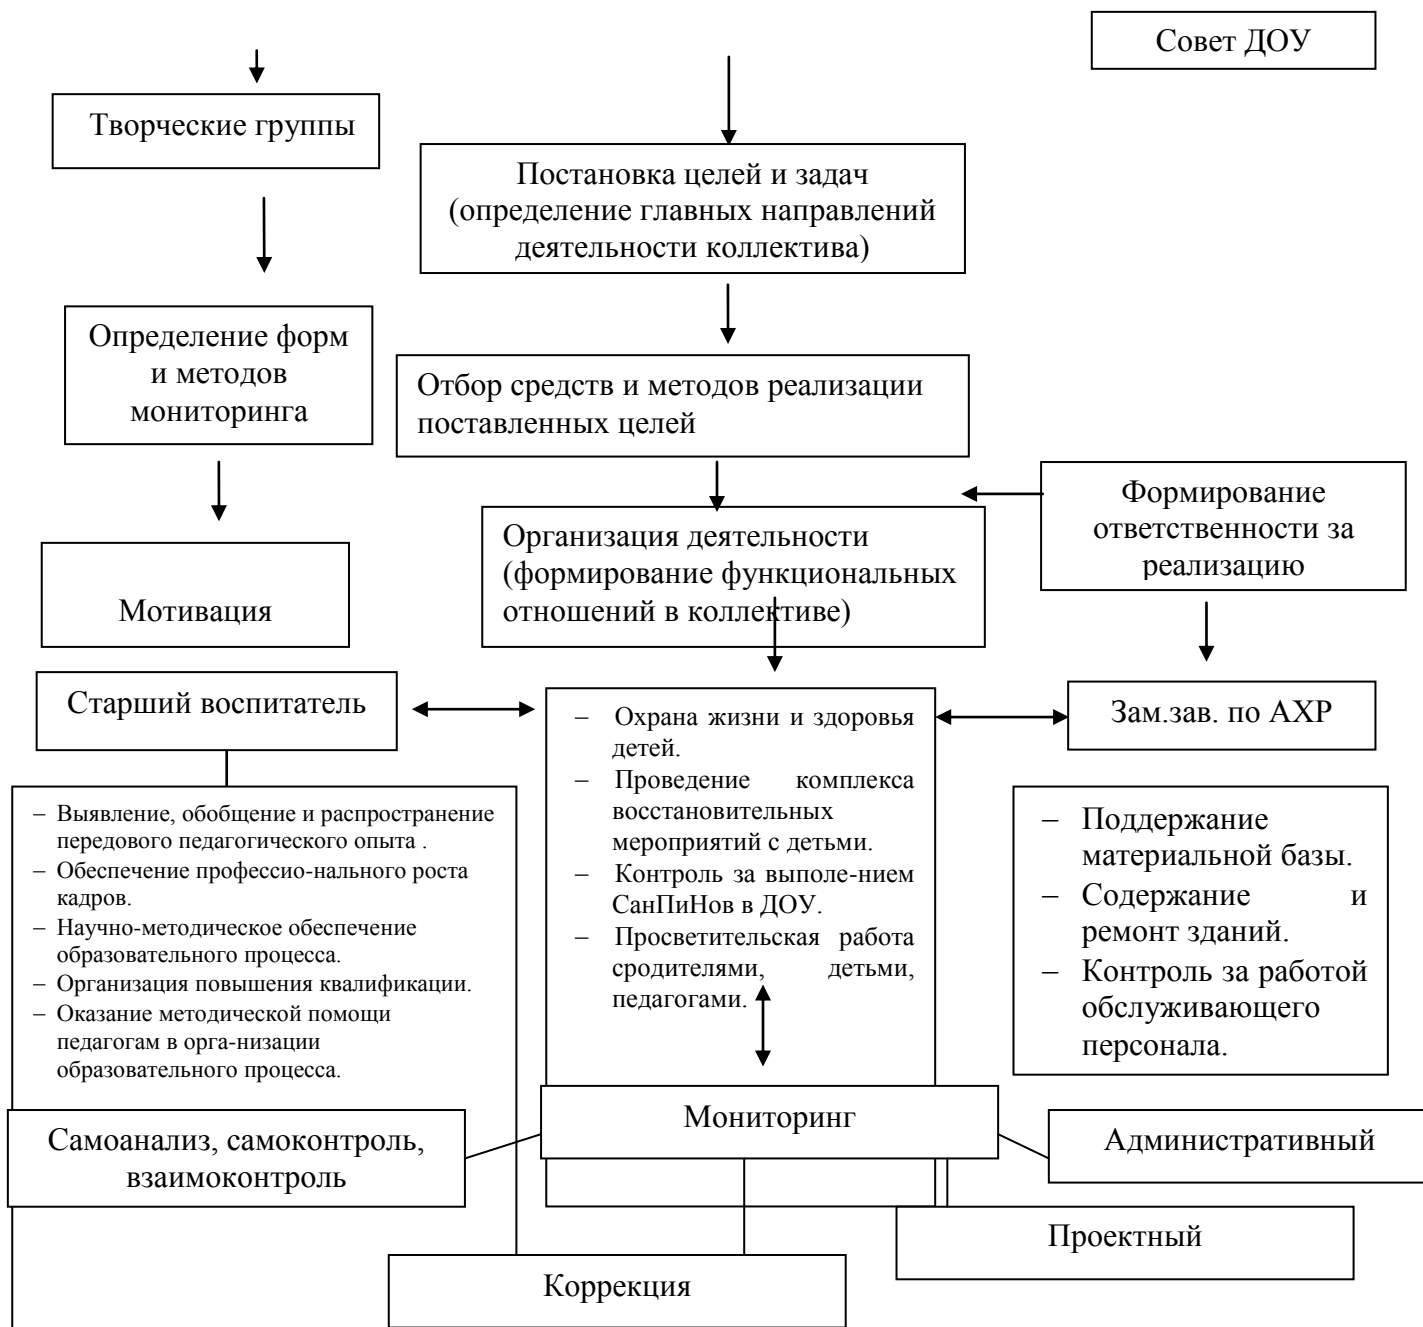 Совет ДОУ
Творческие группы
Постановка целей и задач
(определение главных направлений
деятельности коллектива)
Определение форм
и методов
мониторинга
Отбор средств и методов реализации
поставленных целей
Формирование
ответственности за
реализацию
Организация деятельности
(формирование функциональных
отношений в коллективе)
Мотивация
Старший воспитатель
– Охрана жизни и здоровья
детей.
– Проведение комплекса
восстановительных
мероприятий с детьми.
– Контроль за выполе-нием
СанПиНов в ДОУ.
– Просветительская работа
сродителями, детьми,
педагогами.
Зам.зав. по АХР
– Выявление, обобщение и распространение
передового педагогического опыта .
– Обеспечение профессио-нального роста
кадров.
– Научно-методическое обеспечение
образовательного процесса.
– Организация повышения квалификации.
– Оказание методической помощи
педагогам в орга-низации
образовательного процесса.
– Поддержание
материальной базы.
– Содержание и
ремонт зданий.
– Контроль за работой
обслуживающего
персонала.
Мониторинг
Самоанализ, самоконтроль,
взаимоконтроль
Административный
Проектный
Коррекция